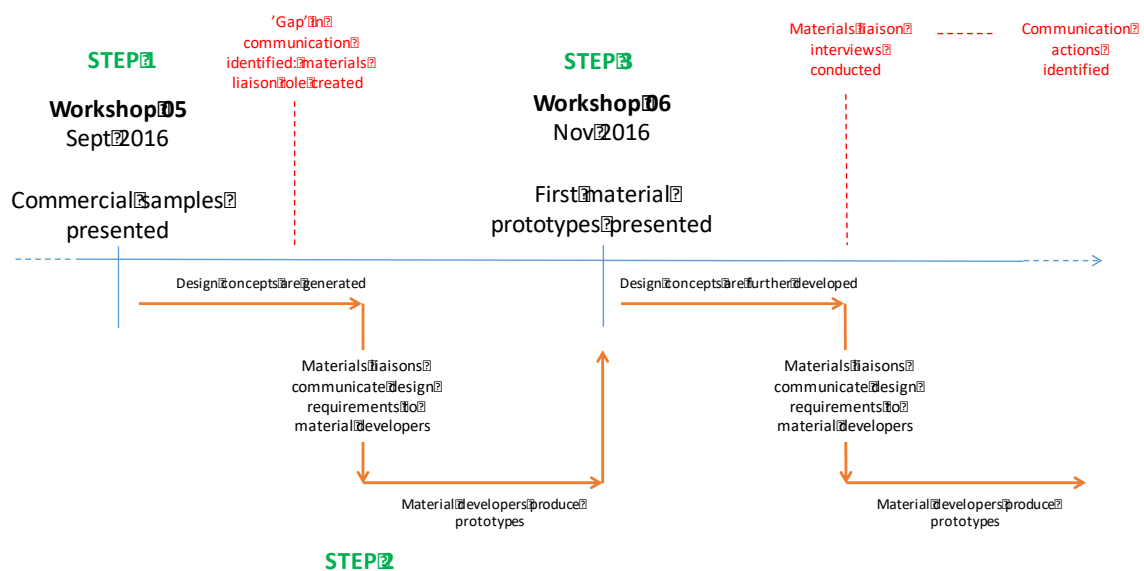 'Gap' in
communication
identified: materials
liaison role created
Materials liaison
interviews
conducted
Communication
actions
identified
STEP 1
STEP 3
Workshop 05
Sept 2016
Workshop 06
Nov 2016
Commercial samples
presented
First material
prototypes presented
Design concepts are generated
Design concepts are further developed
Materials liaisons
communicate design
requirements to
material developers
Materials liaisons
communicate design
requirements to
material developers
Material developers produce
prototypes
Material developers produce
prototypes
STEP 2